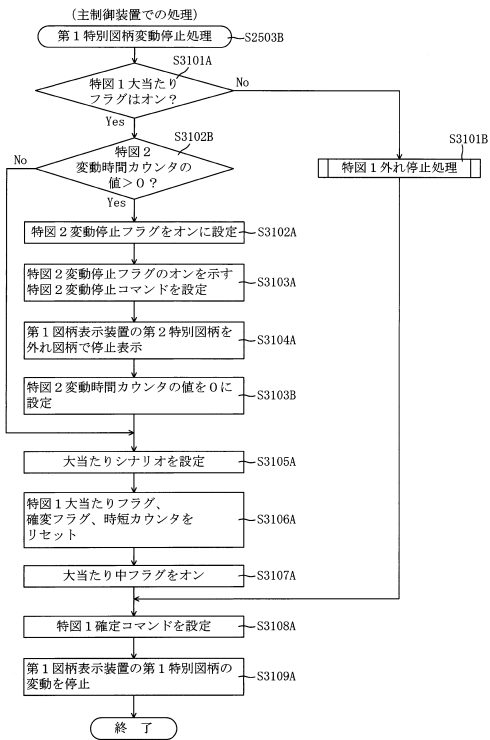 （主制御装置での処理）
第１特別図柄変動停止処理
S2503B
S3101A
特図１大当たり
フラグはオン？
No
Yes
S3101B
特図１外れ停止処理
S3102B
特図２
変動時間カウンタの
値＞０？
No
Yes
特図２変動停止フラグをオンに設定
S3102A
特図２変動停止フラグのオンを示す
特図２変動停止コマンドを設定
S3103A
第１図柄表示装置の第２特別図柄を
外れ図柄で停止表示
S3104A
特図２変動時間カウンタの値を０に
設定
S3103B
大当たりシナリオを設定
S3105A
特図１大当たりフラグ、
確変フラグ、時短カウンタを
リセット
S3106A
大当たり中フラグをオン
S3107A
特図１確定コマンドを設定
S3108A
第１図柄表示装置の第１特別図柄の
変動を停止
S3109A
終　了